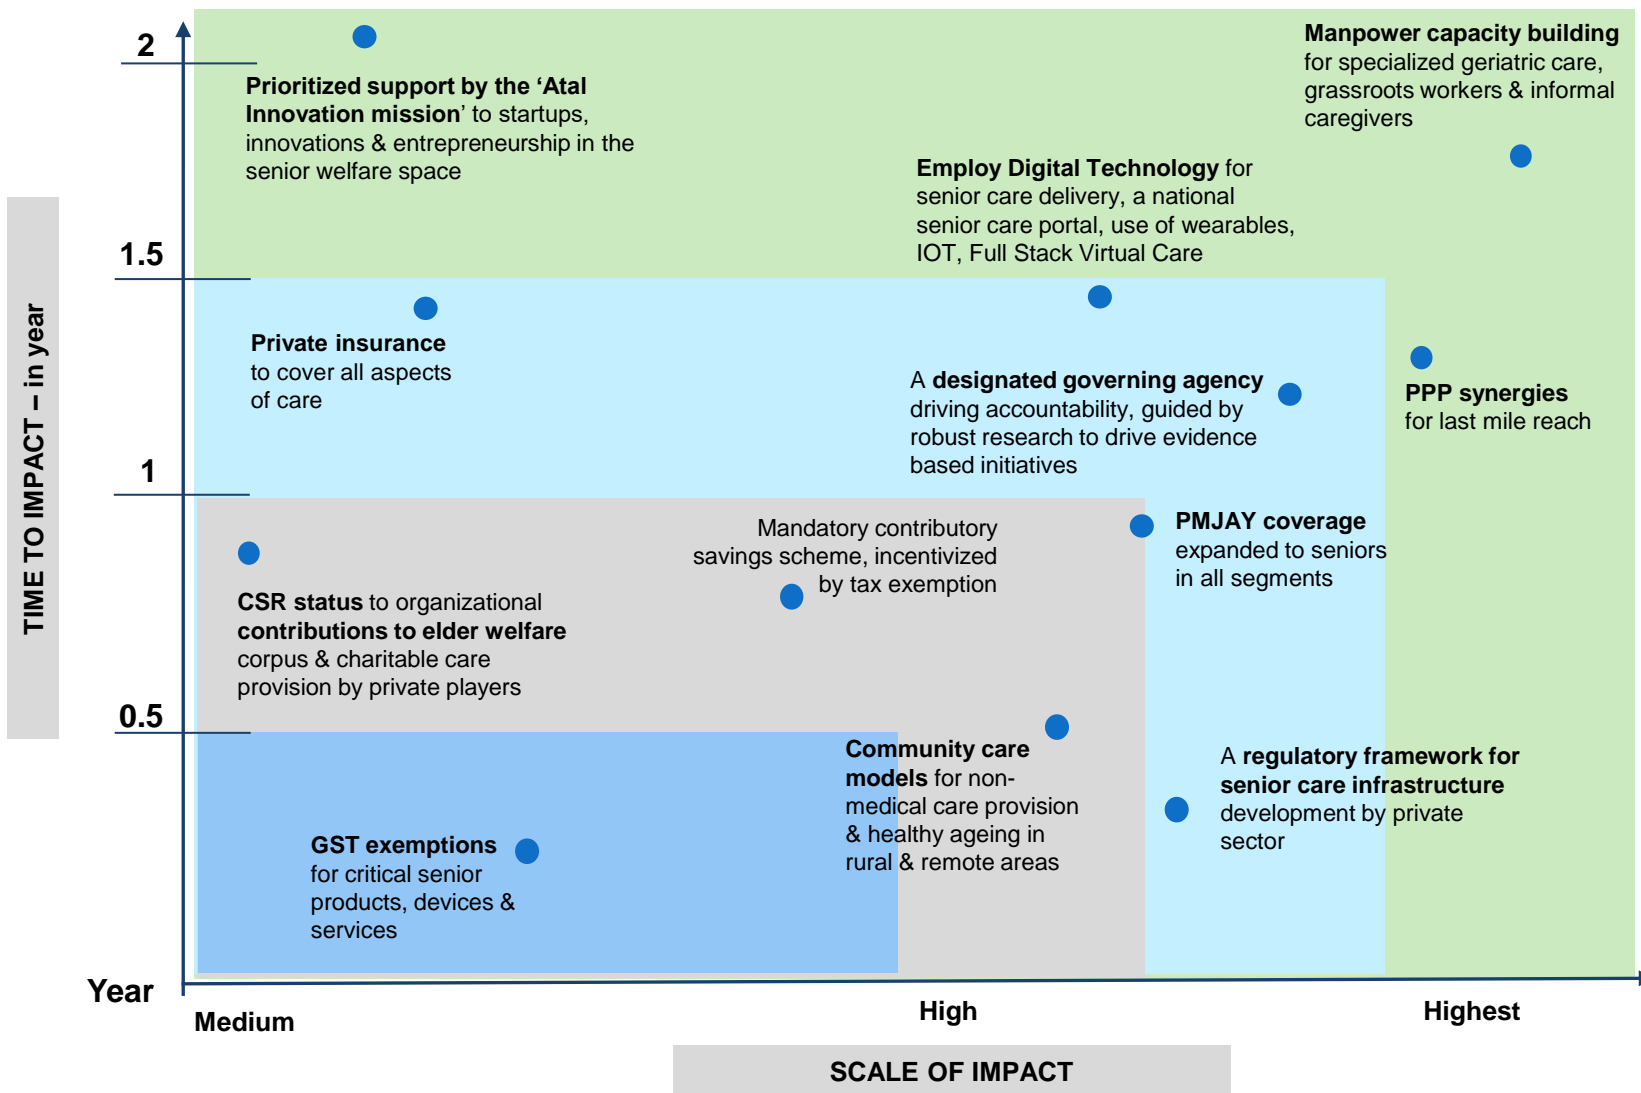 2
Prioritized support by the ‘Atal
Innovation mission’ to startups,
innovations & entrepreneurship in the
senior welfare space
Manpower capacity building
for specialized geriatric care,
grassroots workers & informal
caregivers
Employ Digital Technology for
senior care delivery, a national
senior care portal, use of wearables,
IOT, Full Stack Virtual Care
1.5
TIME TO IMPACT – in year
Private insurance
to cover all aspects
of care
A designated governing agency
driving accountability, guided by
robust research to drive evidence
based initiatives
PPP synergies
for last mile reach
1
Mandatory contributory
savings scheme, incentivized
by tax exemption
PMJAY coverage
expanded to seniors
in all segments
CSR status to organizational
contributions to elder welfare
corpus & charitable care
provision by private players
0.5
Community care
models for non-
medical care provision
& healthy ageing in
rural & remote areas
A regulatory framework for
senior care infrastructure
development by private
sector
GST exemptions
for critical senior
products, devices &
services
Year
Medium
High
Highest
SCALE OF IMPACT